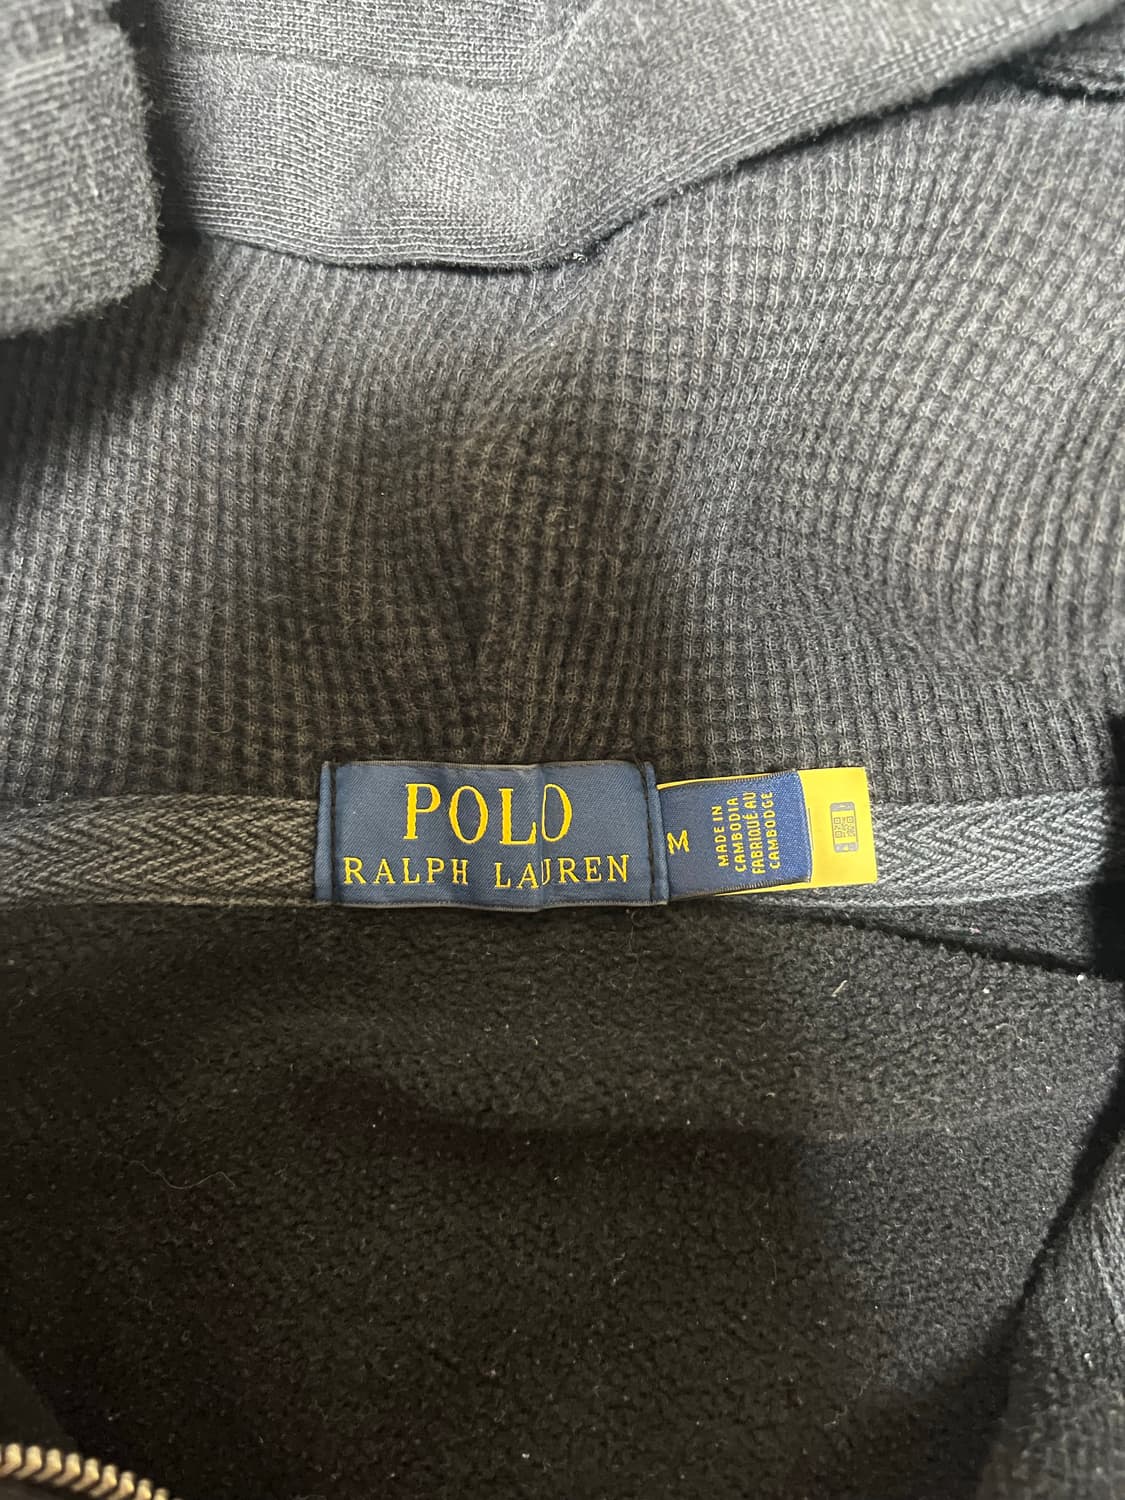 POLO
RALPH LAUREN
M
MADE IN
CAMBODIA
FABRIQUÉ AU
CAMBODGE